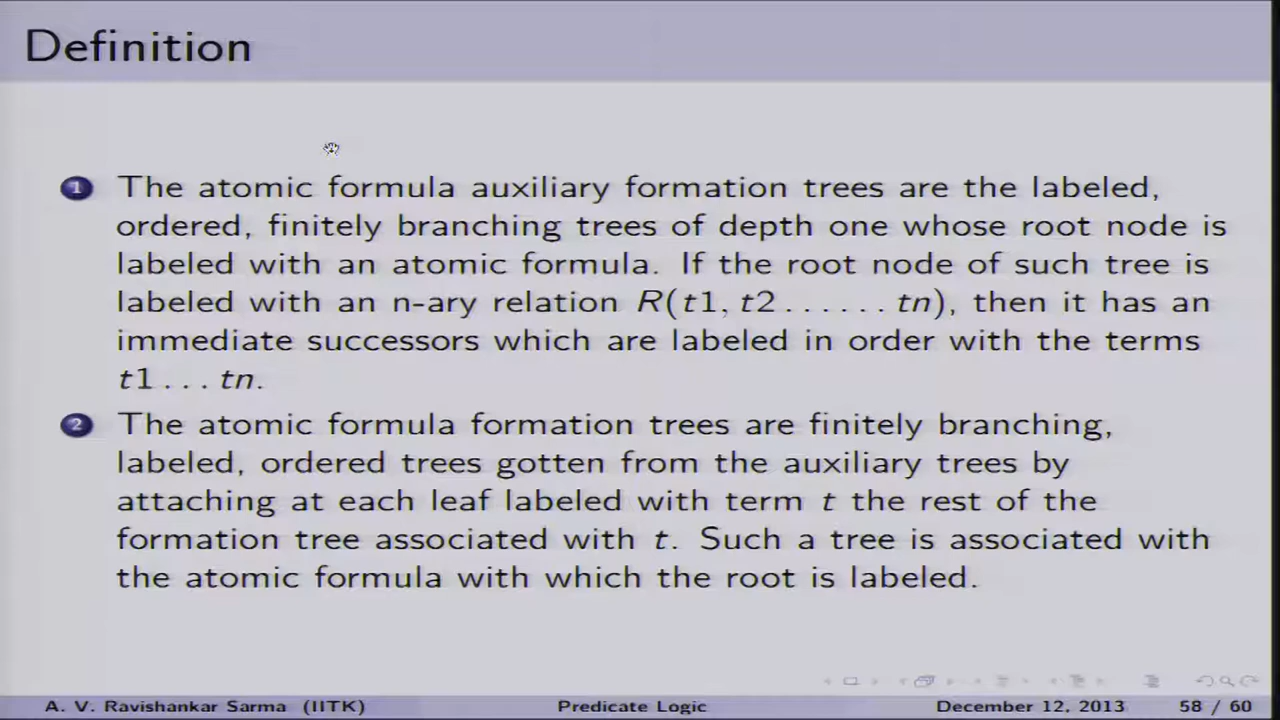 Definition
1 The atomic formula auxiliary formation trees are the labeled,
ordered, finitely branching trees of depth one whose root node is
labeled with an atomic formula. If the root node of such tree is
labeled with an n-ary relation R(t1, t2...... tn), then it has an
immediate successors which are labeled in order with the terms
t1...tn.
2 The atomic formula formation trees are finitely branching,
labeled, ordered trees gotten from the auxiliary trees by
attaching at each leaf labeled with term t the rest of the
formation tree associated with t. Such a tree is associated with
the atomic formula with which the root is labeled.
A. V. Ravishankar Sarma (IITK) Predicate Logic December 12, 2013 58 / 60